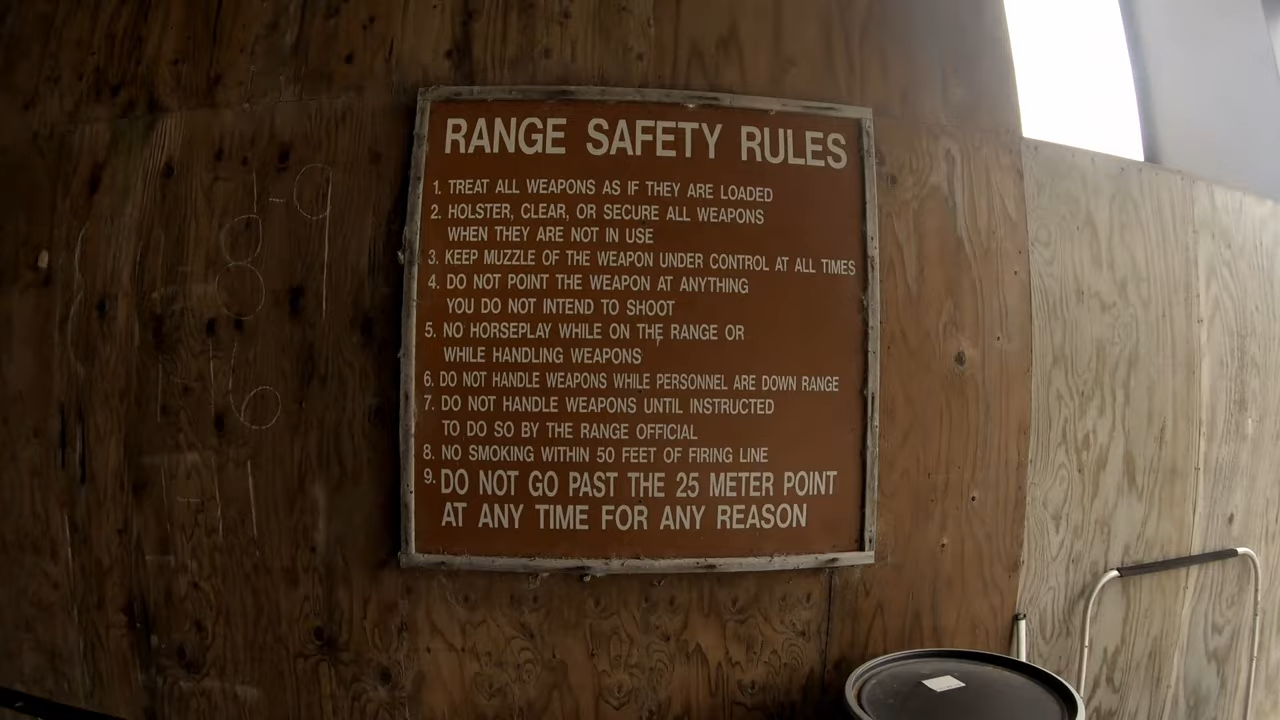 RANGE SAFETY RULES
1. TREAT ALL WEAPONS AS IF THEY ARE LOADED
2. HOLSTER, CLEAR, OR SECURE ALL WEAPONS
WHEN THEY ARE NOT IN USE
3. KEEP MUZZLE OF THE WEAPON UNDER CONTROL AT ALL TIMES
4. DO NOT POINT THE WEAPON AT ANYTHING
YOU DO NOT INTEND TO SHOOT
5. NO HORSEPLAY WHILE ON THE RANGE OR
WHILE HANDLING WEAPONS
6. DO NOT HANDLE WEAPONS WHILE PERSONNEL ARE DOWN RANGE
7. DO NOT HANDLE WEAPONS UNTIL INSTRUCTED
TO DO SO BY THE RANGE OFFICIAL
8. NO SMOKING WITHIN 50 FEET OF FIRING LINE
9. DO NOT GO PAST THE 25 METER POINT
AT ANY TIME FOR ANY REASON